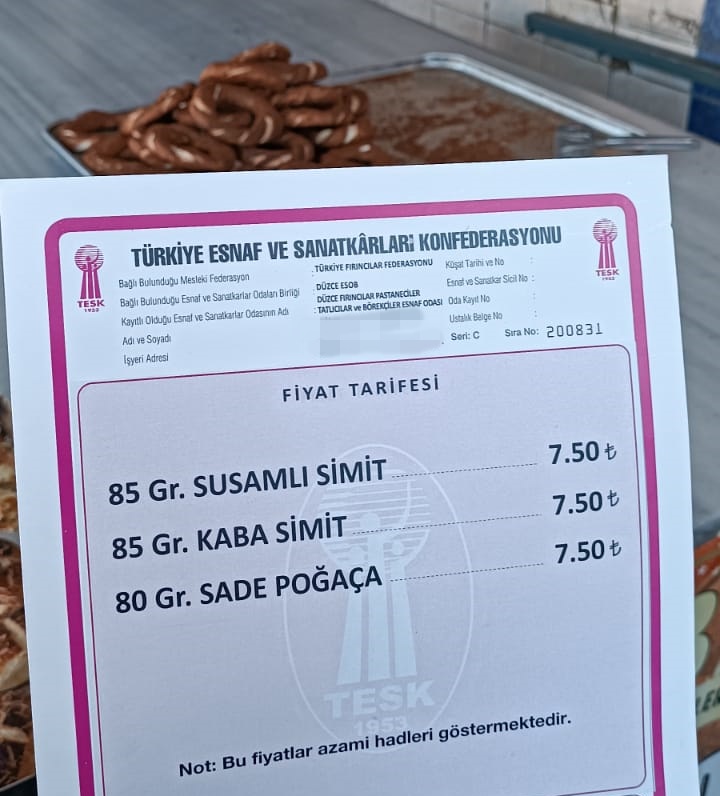 TÜRKİYE ESNAF VE SANATKÂRLARI KONFEDERASYONU
TESK
1953
TESK
1953
Bağlı Bulunduğu Mesleki Federasyon : TÜRKİYE FIRINCILAR FEDERASYONU
Bağlı Bulunduğu Esnaf ve Sanatkarlar Odaları Birliği : DÜZCE ESOB
Kayıtlı Olduğu Esnaf ve Sanatkarlar Odasının Adı : DÜZCE FIRINCILAR PASTANECİLER
TATLICILAR ve BÖREKÇİLER ESNAF ODASI
Adı ve Soyadı
İşyeri Adresi
Küşat Tarihi ve No :
Esnaf ve Sanatkar Sicil No :
Oda Kayıt No :
Ustalık Belge No :
Seri: C Sıra No: 200831
FİYAT TARİFESİ
85 Gr. SUSAMLI SİMİT 7.50 ₺
85 Gr. KABA SİMİT 7.50 ₺
80 Gr. SADE POĞAÇA 7.50 ₺
TESK
1953
Not: Bu fiyatlar azami hadleri göstermektedir.